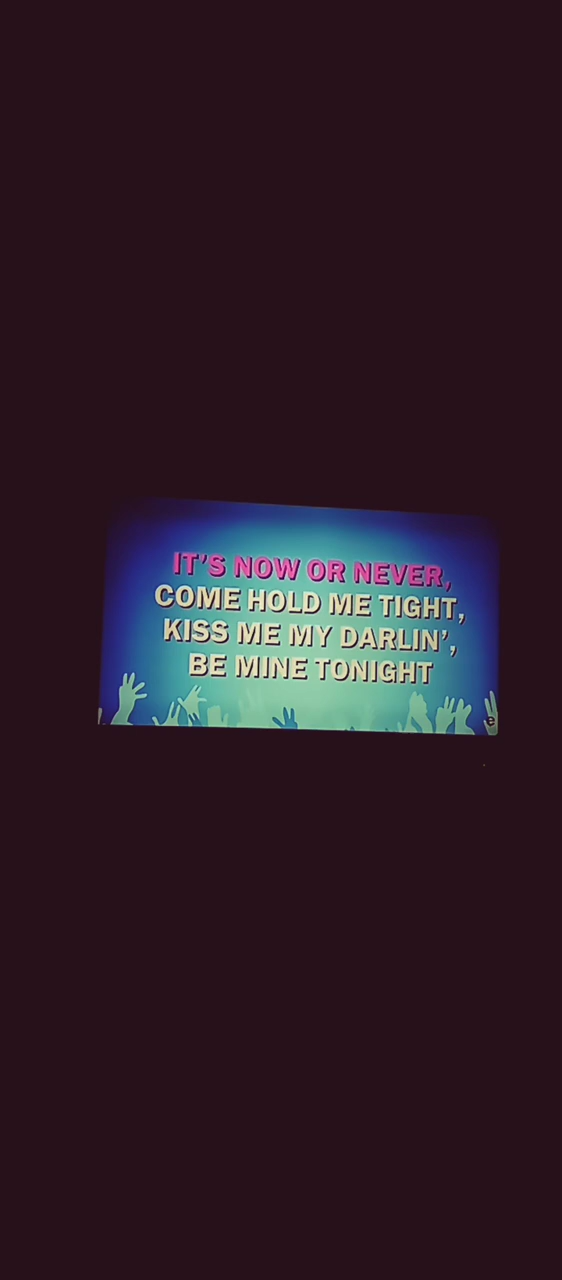 IT'S NOW OR NEVER,
COME HOLD ME TIGHT,
KISS ME MY DARLIN',
BE MINE TONIGHT
e